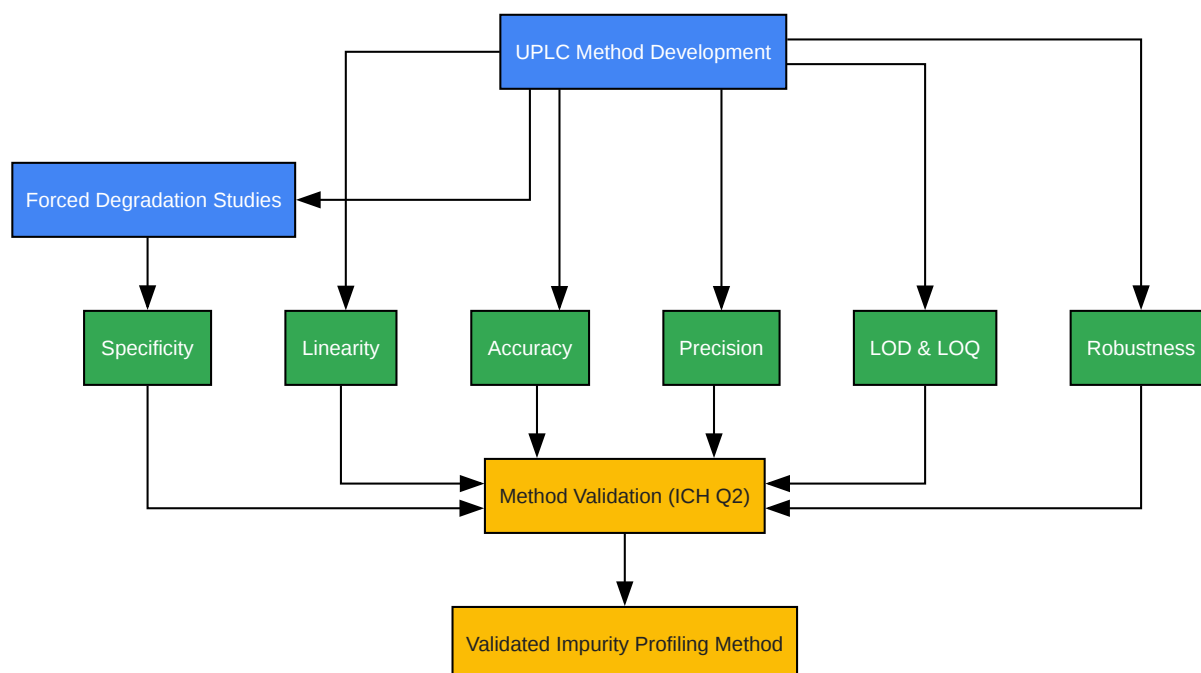 UPLC Method Development
Forced Degradation Studies
Specificity
Linearity
Accuracy
Precision
LOD & LOQ
Robustness
Method Validation (ICH Q2)
Validated Impurity Profiling Method